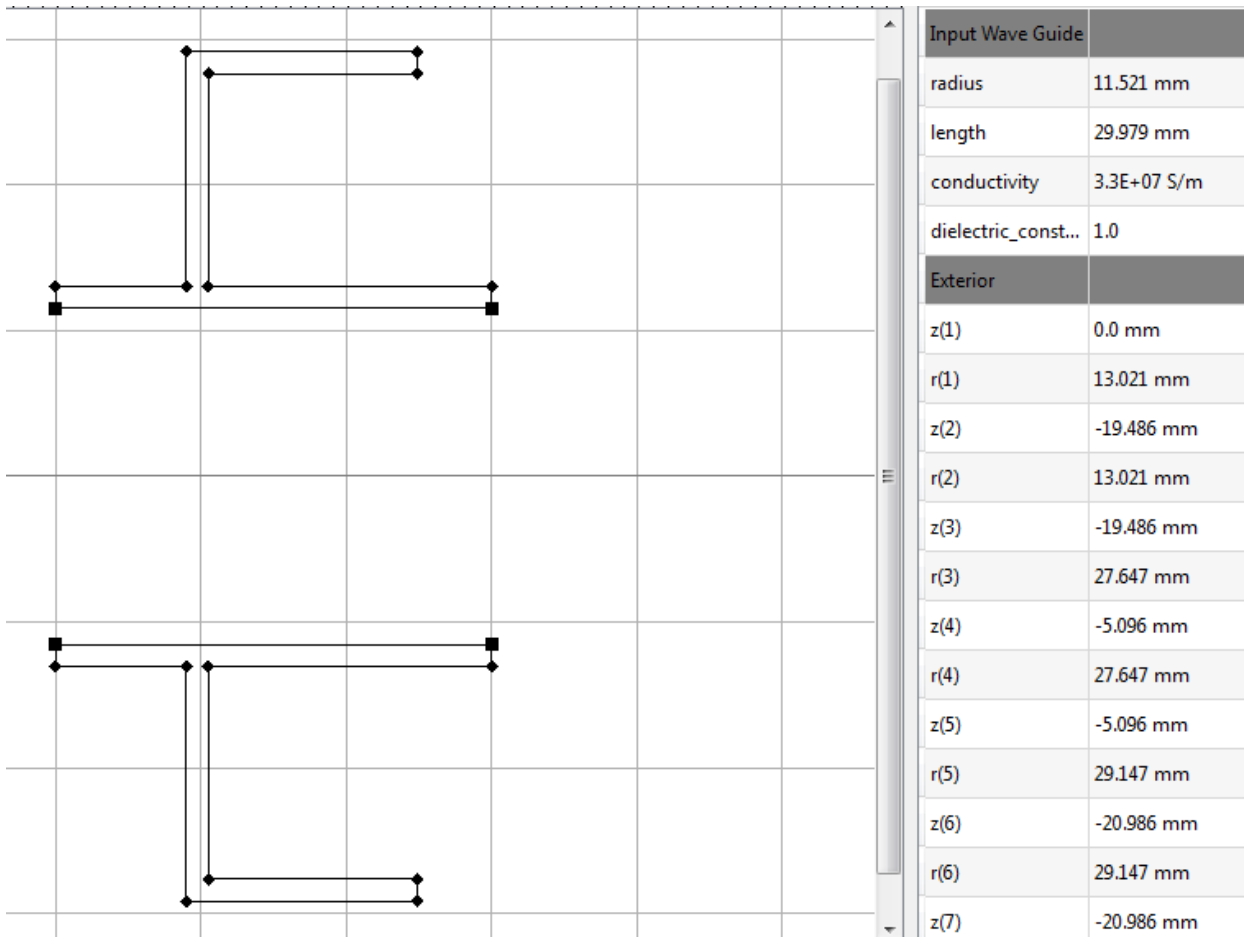 Input Wave Guide
radius 11.521 mm
length 29.979 mm
conductivity 3.3E+07 S/m
dielectric_const... 1.0
Exterior
z(1) 0.0 mm
r(1) 13.021 mm
z(2) -19.486 mm
r(2) 13.021 mm
z(3) -19.486 mm
r(3) 27.647 mm
z(4) -5.096 mm
r(4) 27.647 mm
z(5) -5.096 mm
r(5) 29.147 mm
z(6) -20.986 mm
r(6) 29.147 mm
z(7) -20.986 mm